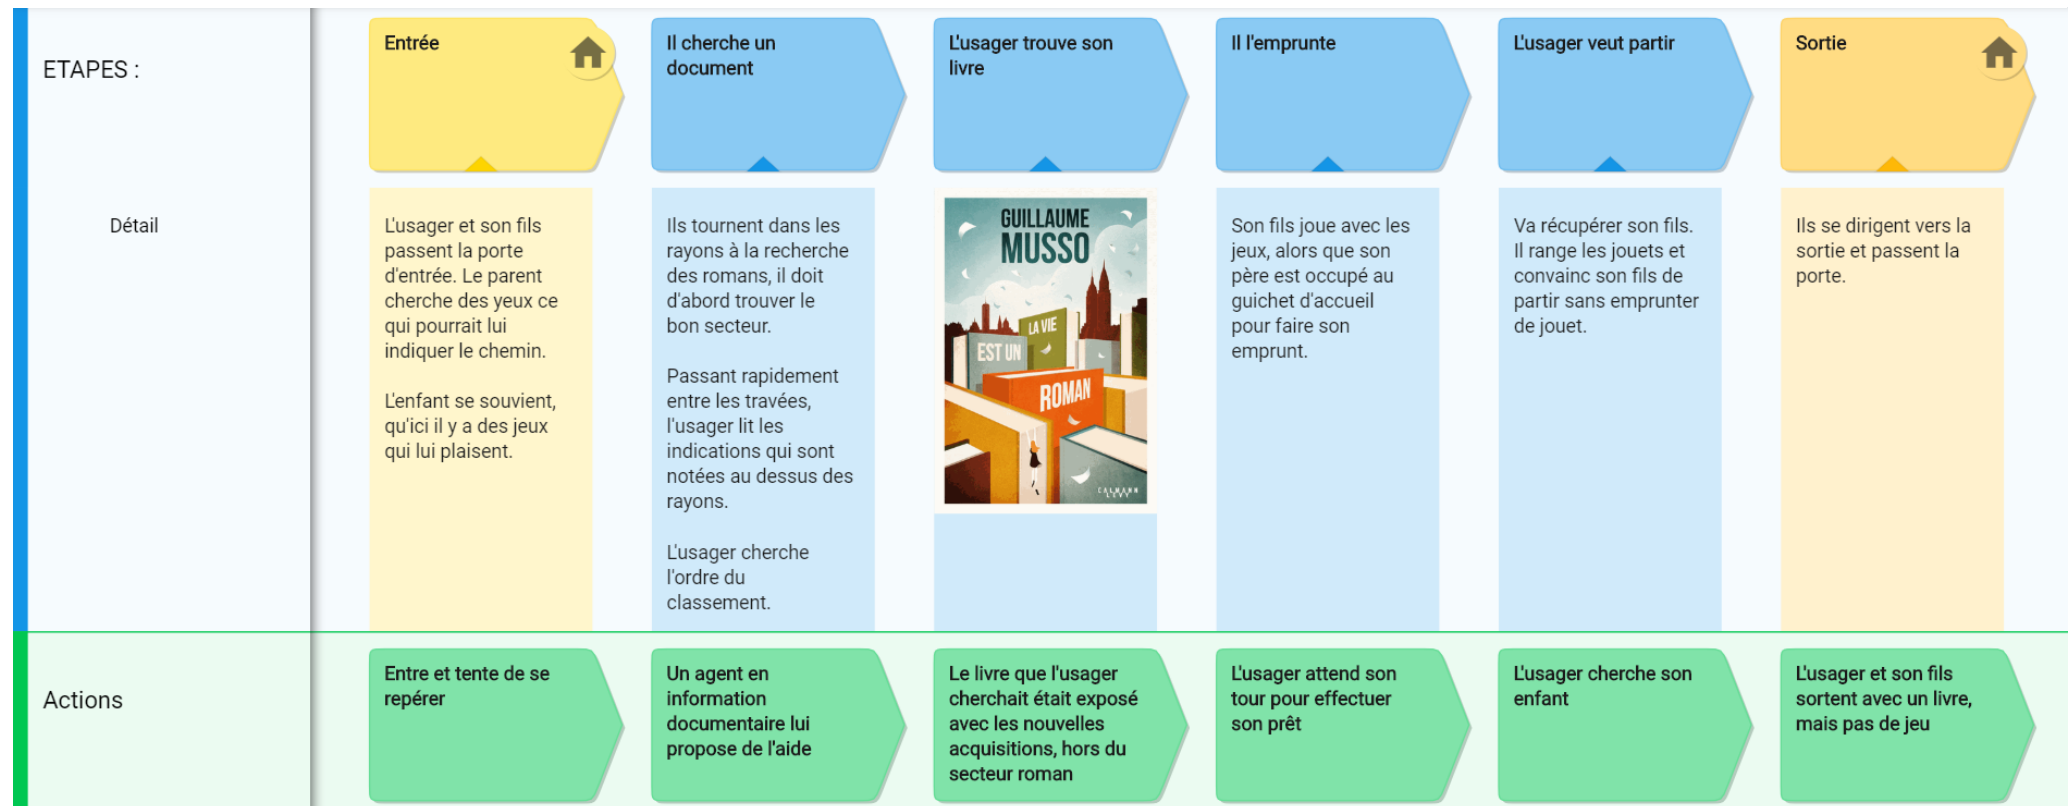 ETAPES :
Entrée
Il cherche un
document
L'usager trouve son
livre
Il l'emprunte
L'usager veut partir
Sortie
Détail
L'usager et son fils
passent la porte
d'entrée. Le parent
cherche des yeux ce
qui pourrait lui
indiquer le chemin.
L'enfant se souvient,
qu'ici il y a des jeux
qui lui plaisent.
Ils tournent dans les
rayons à la recherche
des romans, il doit
d'abord trouver le
bon secteur.
Passant rapidement
entre les travées,
l'usager lit les
indications qui sont
notées au dessus des
rayons.
L'usager cherche
l'ordre du
classement.
GUILLAUME
MUSSO
LA VIE
EST UN
ROMAN
CALMANN
LEVY
Son fils joue avec les
jeux, alors que son
père est occupé au
guichet d'accueil
pour faire son
emprunt.
Va récupérer son fils.
Il range les jouets et
convainc son fils de
partir sans emprunter
de jouet.
Ils se dirigent vers la
sortie et passent la
porte.
Actions
Entre et tente de se
repérer
Un agent en
information
documentaire lui
propose de l'aide
Le livre que l'usager
cherchait était exposé
avec les nouvelles
acquisitions, hors du
secteur roman
L'usager attend son
tour pour effectuer
son prêt
L'usager cherche son
enfant
L'usager et son fils
sortent avec un livre,
mais pas de jeu